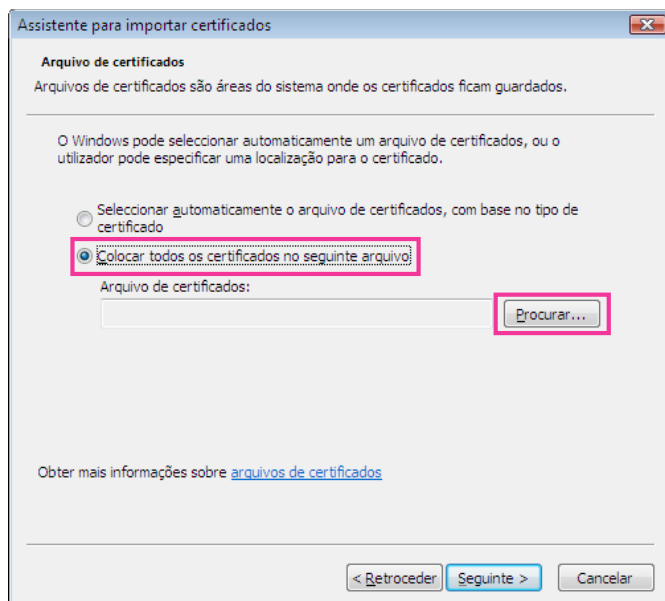 Assistente para importar certificados
Arquivo de certificados
Arquivos de certificados são áreas do sistema onde os certificados ficam guardados.
O Windows pode seleccionar automaticamente um arquivo de certificados, ou o
utilizador pode especificar uma localização para o certificado.
Seleccionar automaticamente o arquivo de certificados, com base no tipo de
certificado
Colocar todos os certificados no seguinte arquivo
Arquivo de certificados:
Procurar...
Obter mais informações sobre arquivos de certificados
< Retroceder Seguinte > Cancelar